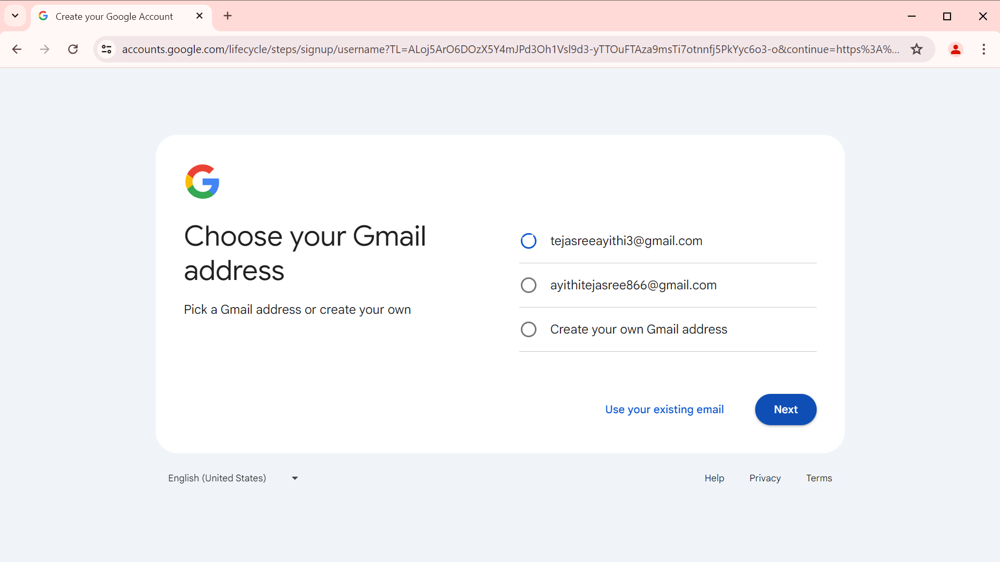 Create your Google Account
accounts.google.com/lifecycle/steps/signup/username?TL=ALoj5ArO6DOzX5Y4mJPd3Oh1Vsl9d3-yTTOuFTAza9msTi7otnnfj5PkYyc6o3-o&continue=https%3A%...
Choose your Gmail
address
Pick a Gmail address or create your own
tejasreeayithi3@gmail.com
ayithitejasree866@gmail.com
Create your own Gmail address
Use your existing email
Next
English (United States)
Help
Privacy
Terms